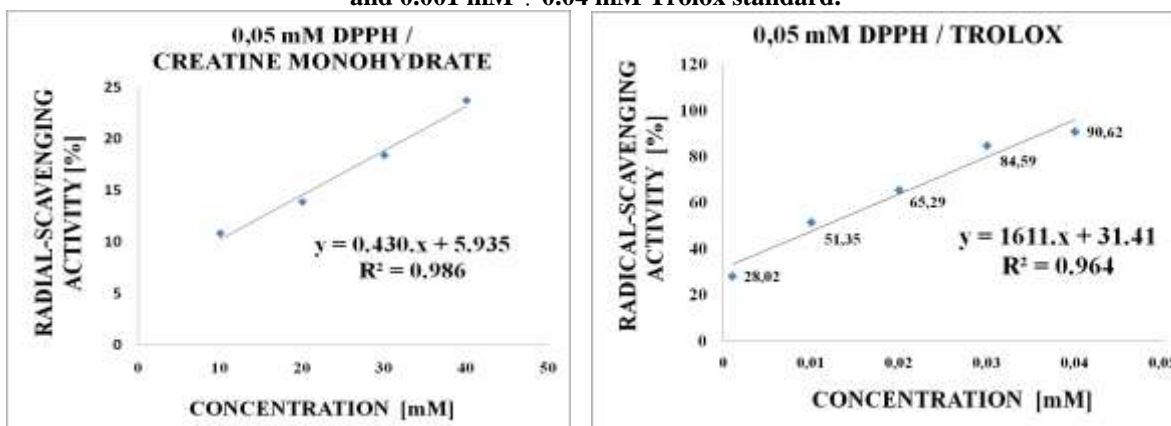 and 0.001 mM ÷ 0.04 mM Trolox standard.
0,05 mM DPPH /
CREATINE MONOHYDRATE
RADIAL-SCAVENGING
ACTIVITY [%]
25
20
15
10
5
0
y = 0.430.x + 5.935
R² = 0.986
0
10
20
30
40
50
CONCENTRATION [mM]
0,05 mM DPPH / TROLOX
RADICAL-SCAVENGING
ACTIVITY [%]
120
100
80
60
40
20
0
28,02
51,35
65,29
84,59
90,62
y = 1611.x + 31.41
R² = 0.964
0
0,01
0,02
0,03
0,04
0,05
CONCENTRATION [mM]